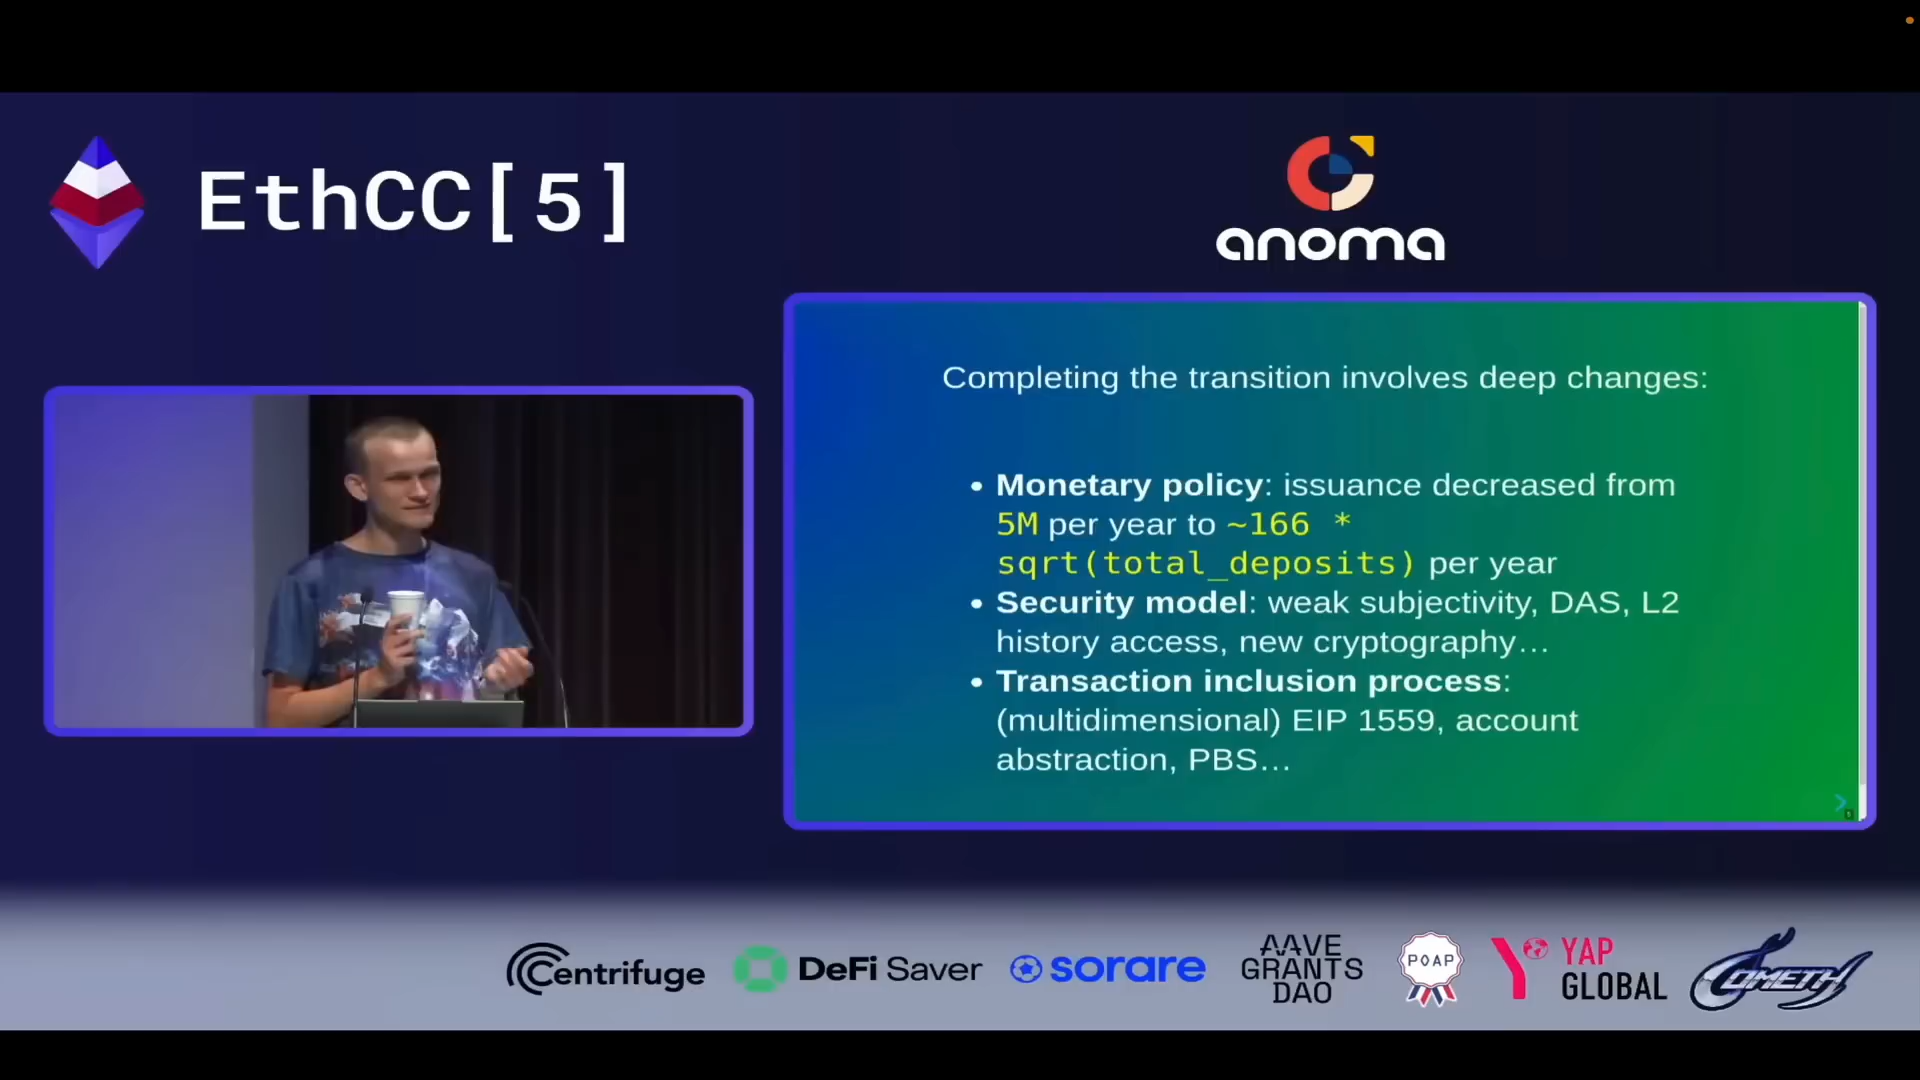 EthCC[5]
anoma
Completing the transition involves deep changes:
• Monetary policy: issuance decreased from
5M per year to ~166 *
sqrt(total_deposits) per year
• Security model: weak subjectivity, DAS, L2
history access, new cryptography…
• Transaction inclusion process:
(multidimensional) EIP 1559, account
abstraction, PBS…
Centrifuge
DeFi Saver
sorare
AAVE
GRANTS
DAO
POAP
YAP
GLOBAL
COMETH